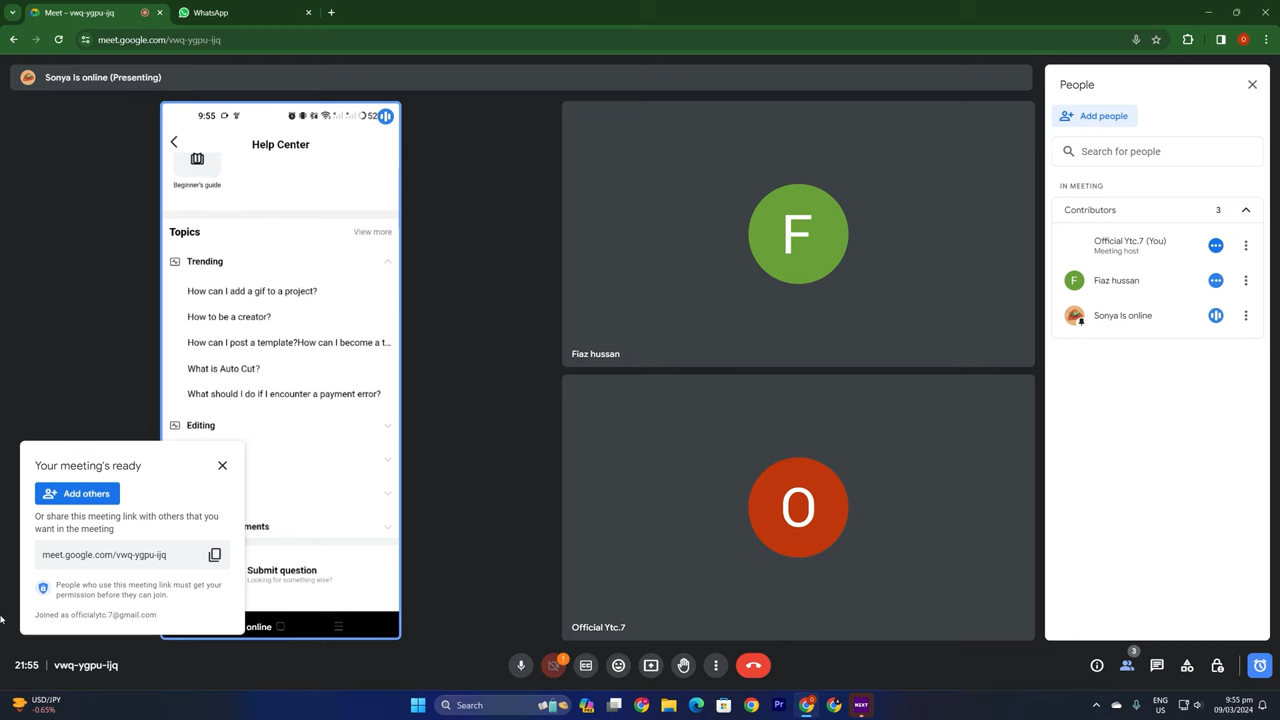 Meet – vwq-ygpu-ijq
WhatsApp
meet.google.com/vwq-ygpu-ijq
O
Sonya Is online (Presenting)
9:55
52
Help Center
Beginner's guide
Topics
View more
Trending
How can I add a gif to a project?
How to be a creator?
How can I post a template?How can I become a t...
What is Auto Cut?
What should I do if I encounter a payment error?
Editing
ments
Submit question
Looking for something else?
online
Your meeting's ready
Add others
Or share this meeting link with others that you
want in the meeting
meet.google.com/vwq-ygpu-ijq
People who use this meeting link must get your
permission before they can join.
Joined as officialytc.7@gmail.com
F
Fiaz hussan
O
Official Ytc.7
People
Add people
Search for people
IN MEETING
Contributors
3
Official Ytc.7 (You)
Meeting host
F
Fiaz hussan
Sonya Is online
21:55
vwq-ygpu-ijq
3
USD/JPY
-0.65%
Search
Pr
NEXT
ENG
US
9:55 pm
09/03/2024